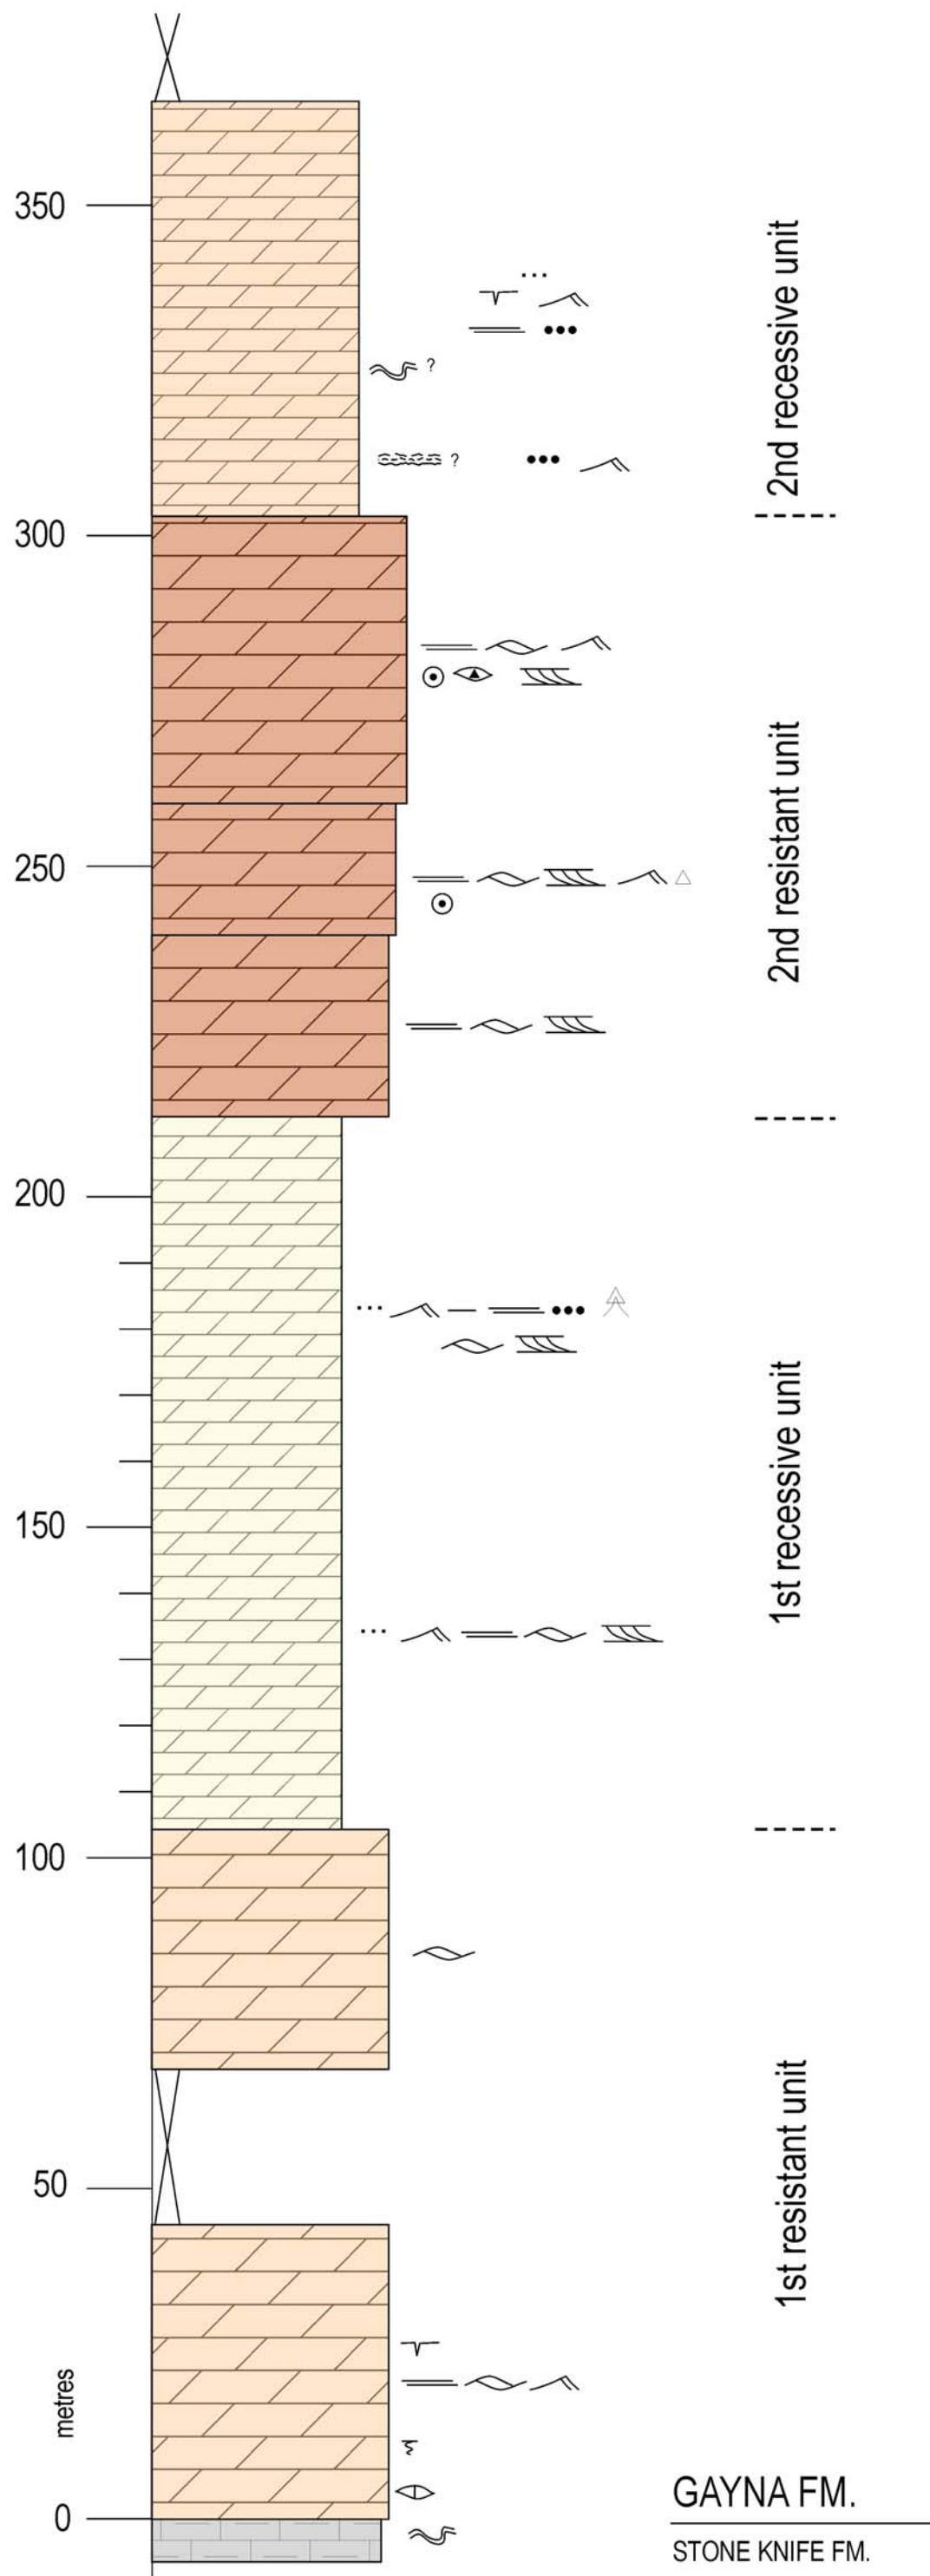 350
2nd recessive unit
?
?
300
2nd resistant unit
250
200
1st recessive unit
150
100
1st resistant unit
50
metres
0
GAYNA FM.
STONE KNIFE FM.